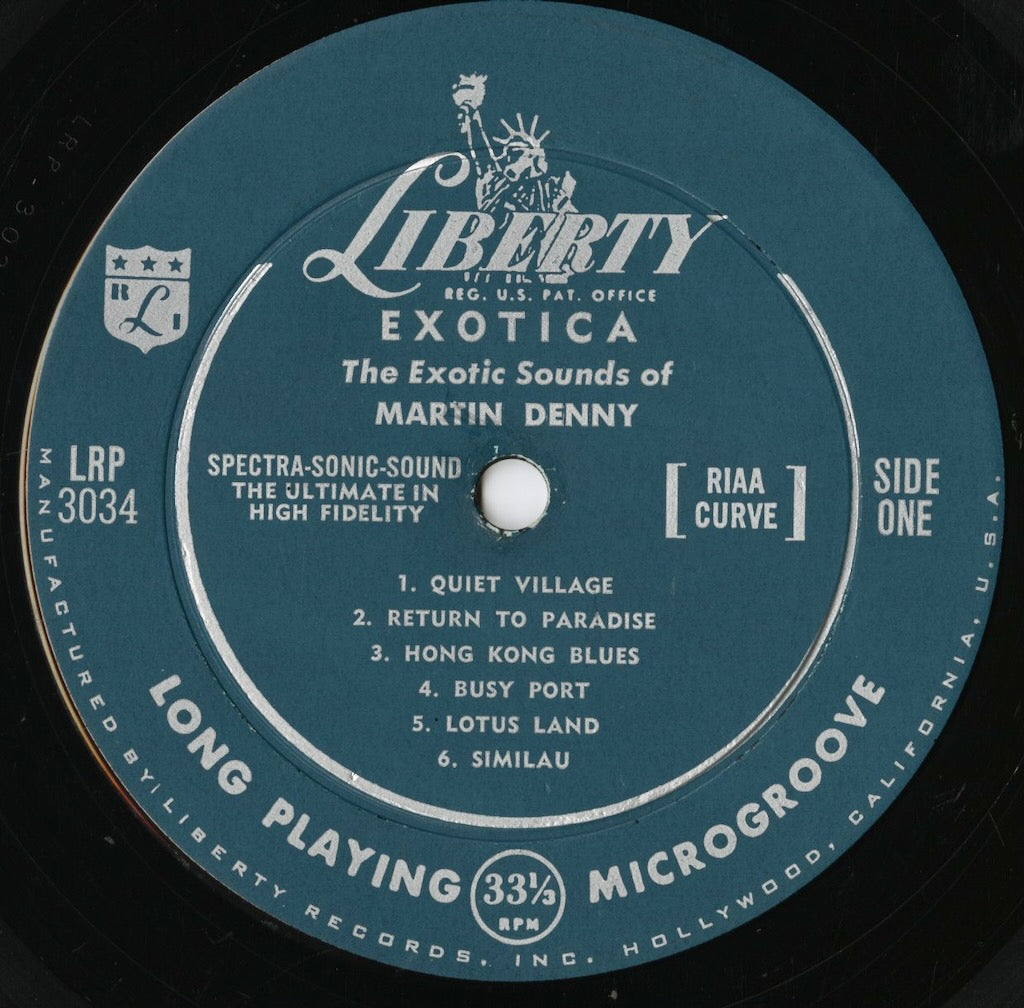 LIBERTY
REG. U.S. PAT. OFFICE
EXOTICA
The Exotic Sounds of
MARTIN DENNY
R L I
LRP
3034
SPECTRA-SONIC-SOUND
THE ULTIMATE IN
HIGH FIDELITY
[RIAA
CURVE]
SIDE
ONE
1. QUIET VILLAGE
2. RETURN TO PARADISE
3. HONG KONG BLUES
4. BUSY PORT
5. LOTUS LAND
6. SIMILAU
LONG PLAYING 33⅓ RPM MICROGROOVE
MANUFACTURED BY LIBERTY RECORDS, INC. HOLLYWOOD, CALIFORNIA, U.S.A.
LRP 303